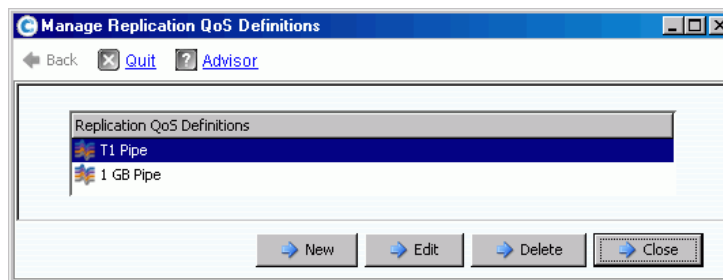 Manage Replication QoS Definitions
Back Quit ? Advisor
Replication QoS Definitions
T1 Pipe
1 GB Pipe
New Edit Delete Close